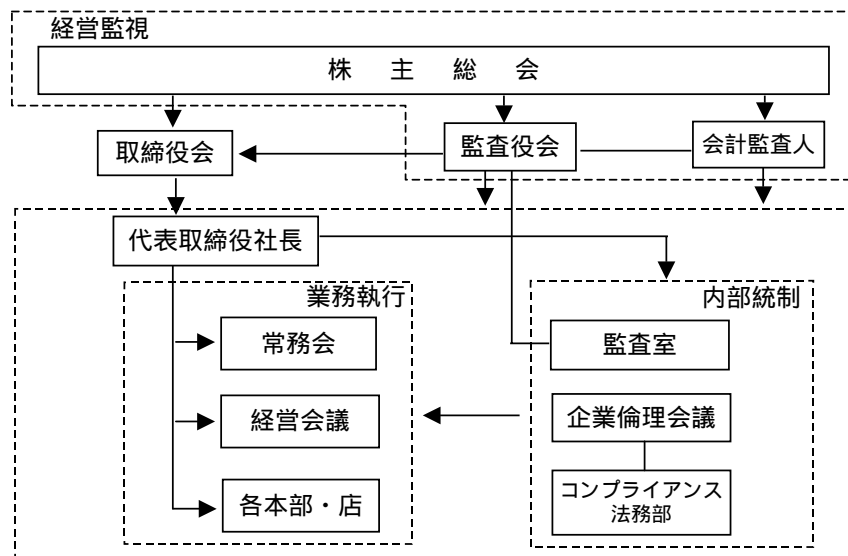 経営監視
株主総会
取締役会
監査役会
会計監査人
代表取締役社長
業務執行
内部統制
常務会
監査室
経営会議
企業倫理会議
各本部・店
コンプライアンス
法務部